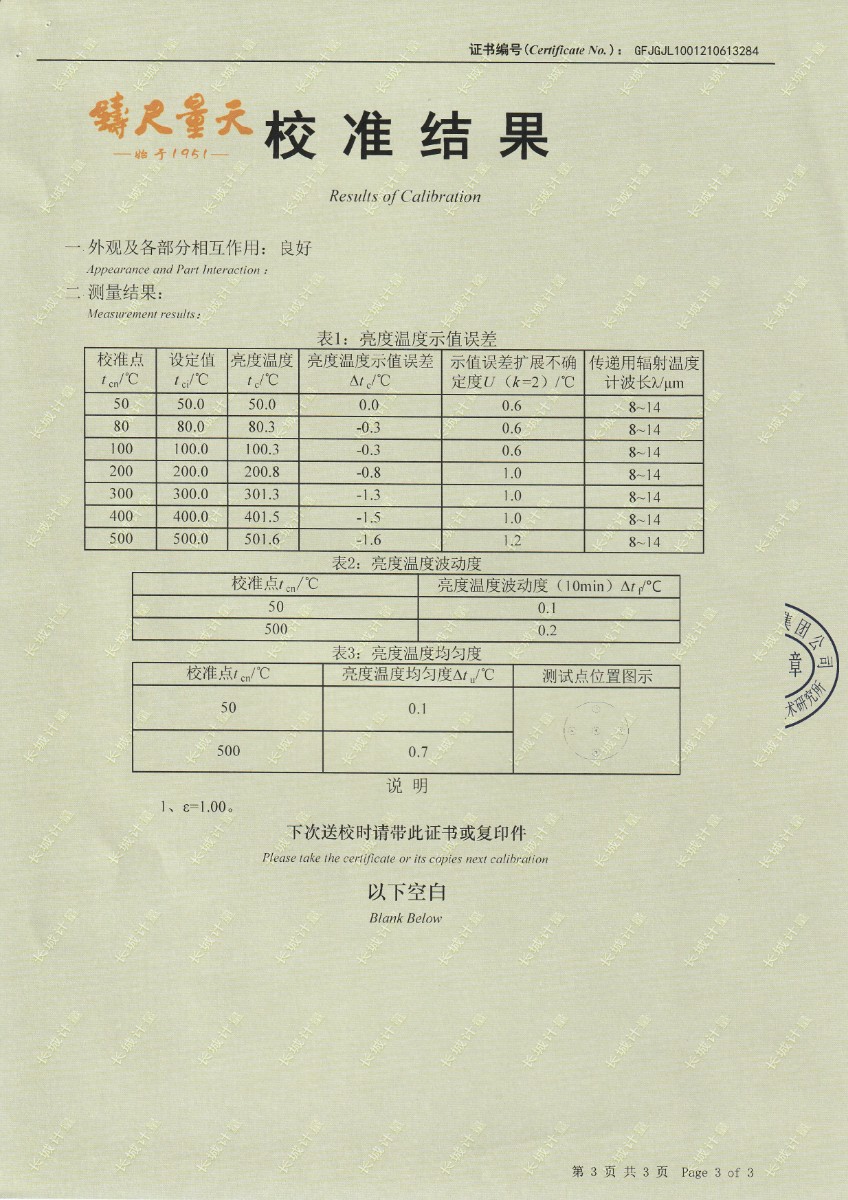 证书编号(Certificate No.): GFJGJL1001210613284
鑄尺量天
始于1951
校准结果
Results of Calibration
一 外观及各部分相互作用: 良好
Appearance and Part Interaction :
二 测量结果:
Measurement results:
表1: 亮度温度示值误差
校准点 tcn/℃ 设定值 tci/℃ 亮度温度 tc/℃ 亮度温度示值误差 Δtc/℃ 示值误差扩展不确定度U (k=2) /℃ 传递用辐射温度计波长λ/μm
50 50.0 50.0 0.0 0.6 8~14
80 80.0 80.3 -0.3 0.6 8~14
100 100.0 100.3 -0.3 0.6 8~14
200 200.0 200.8 -0.8 1.0 8~14
300 300.0 301.3 -1.3 1.0 8~14
400 400.0 401.5 -1.5 1.0 8~14
500 500.0 501.6 -1.6 1.2 8~14
表2: 亮度温度波动度
校准点tcn/℃ 亮度温度波动度 (10min) Δtf/℃
50 0.1
500 0.2
表3: 亮度温度均匀度
校准点tcn/℃ 亮度温度均匀度Δtu/℃ 测试点位置图示
50 0.1
500 0.7
集团公司
章
术研究所
说 明
1、ε=1.00。
下次送校时请带此证书或复印件
Please take the certificate or its copies next calibration
以下空白
Blank Below
第 3 页 共 3 页 Page 3 of 3
长城计量